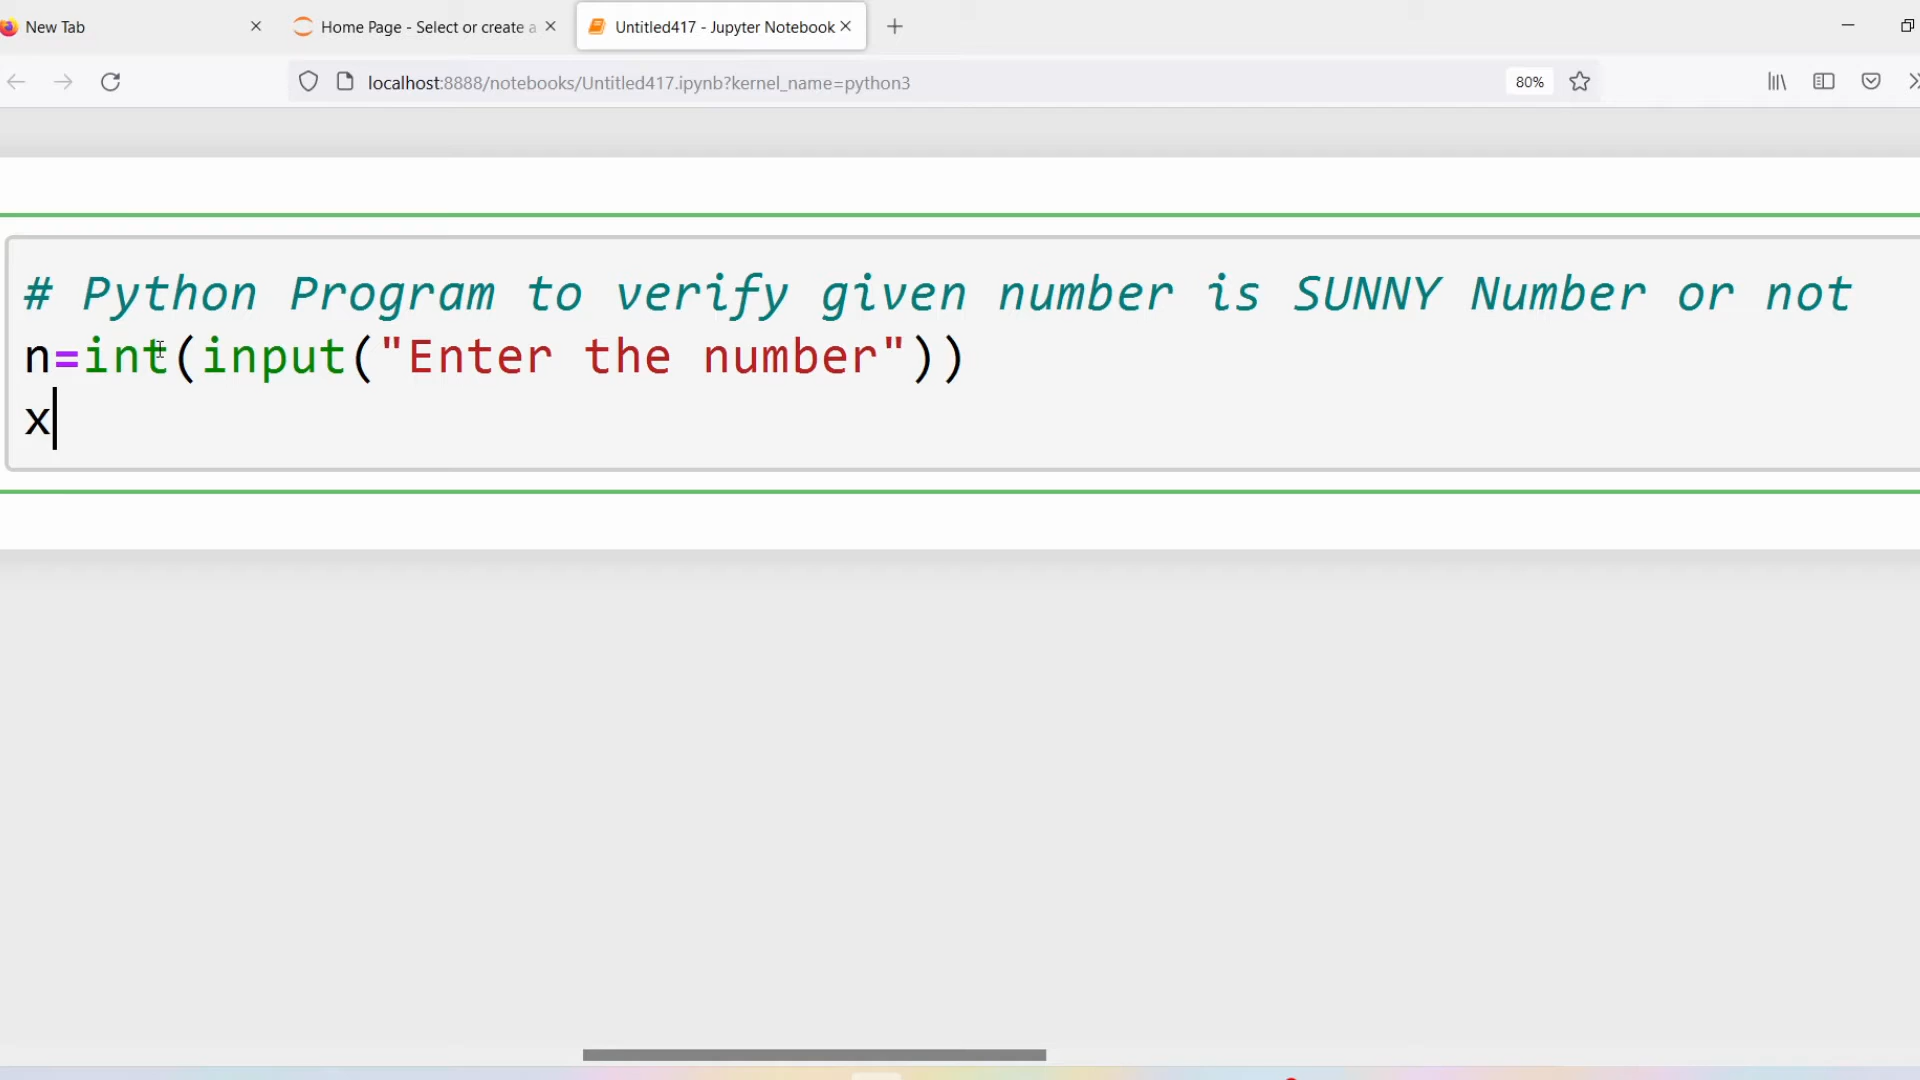 New Tab
Home Page - Select or create a
Untitled417 - Jupyter Notebook
localhost:8888/notebooks/Untitled417.ipynb?kernel_name=python3
80%
# Python Program to verify given number is SUNNY Number or not
n=int(input("Enter the number"))
x